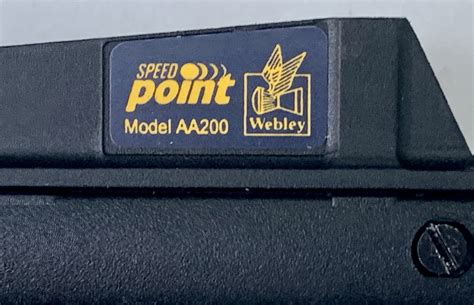 SPEED
point
Model AA200
Webley